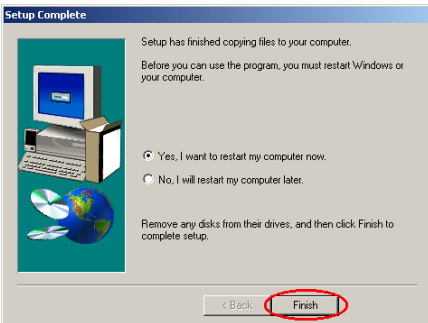 Setup Complete
Setup has finished copying files to your computer.
Before you can use the program, you must restart Windows or
your computer.
Yes, I want to restart my computer now.
No, I will restart my computer later.
Remove any disks from their drives, and then click Finish to
complete setup.
< Back
Finish